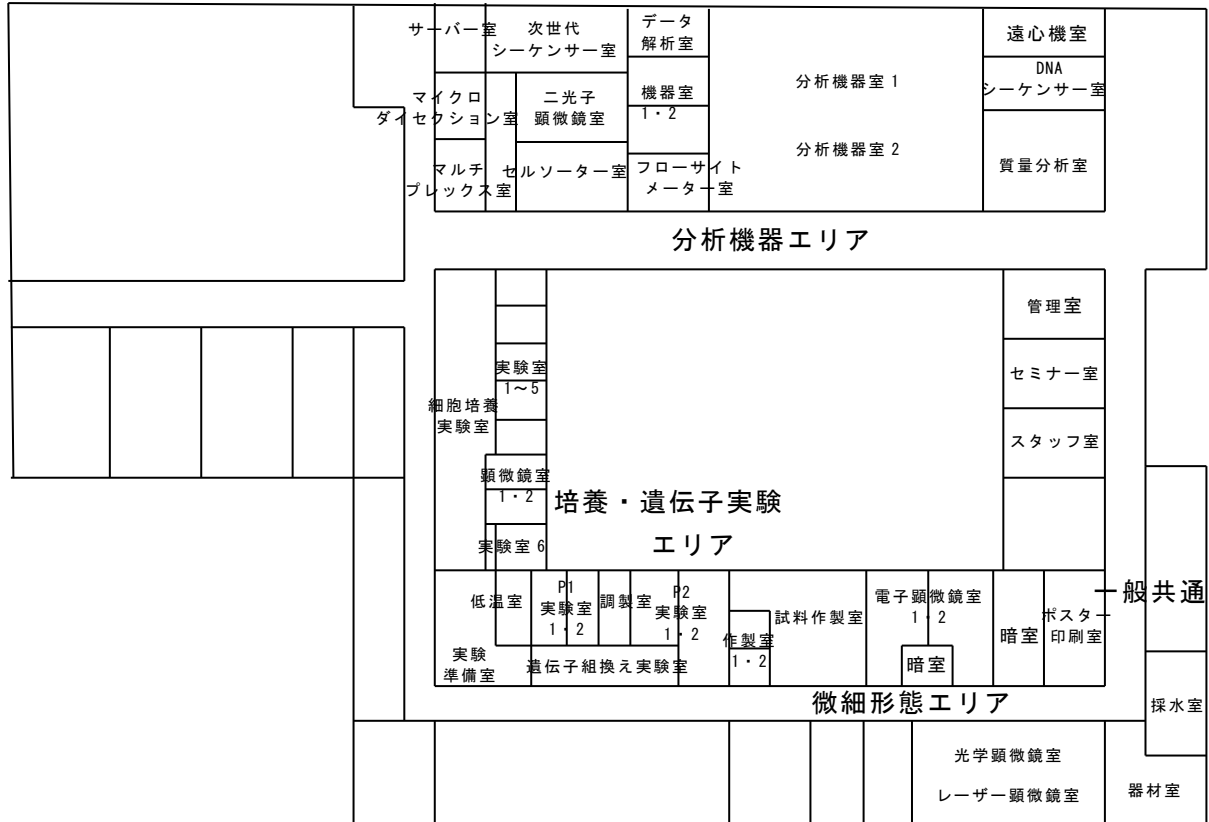 サーバー室
次世代
シーケンサー室
データ
解析室
遠心機室
マイクロ
ダイセクション室
二光子
顕微鏡室
機器室
1・2
分析機器室1
DNA
シーケンサー室
分析機器室2
マルチ
プレックス室
セルソーター室
フローサイト
メーター室
質量分析室
分析機器エリア
管理室
実験室
1～5
セミナー室
細胞培養
実験室
スタッフ室
顕微鏡室
1・2
培養・遺伝子実験
エリア
実験室6
一般共通
低温室
P1
実験室
1・2
調製室
P2
実験室
1・2
作製室
1・2
試料作製室
電子顕微鏡室
1・2
暗室
暗室
ポスター
印刷室
実験
準備室
遺伝子組換え実験室
微細形態エリア
採水室
光学顕微鏡室
レーザー顕微鏡室
器材室